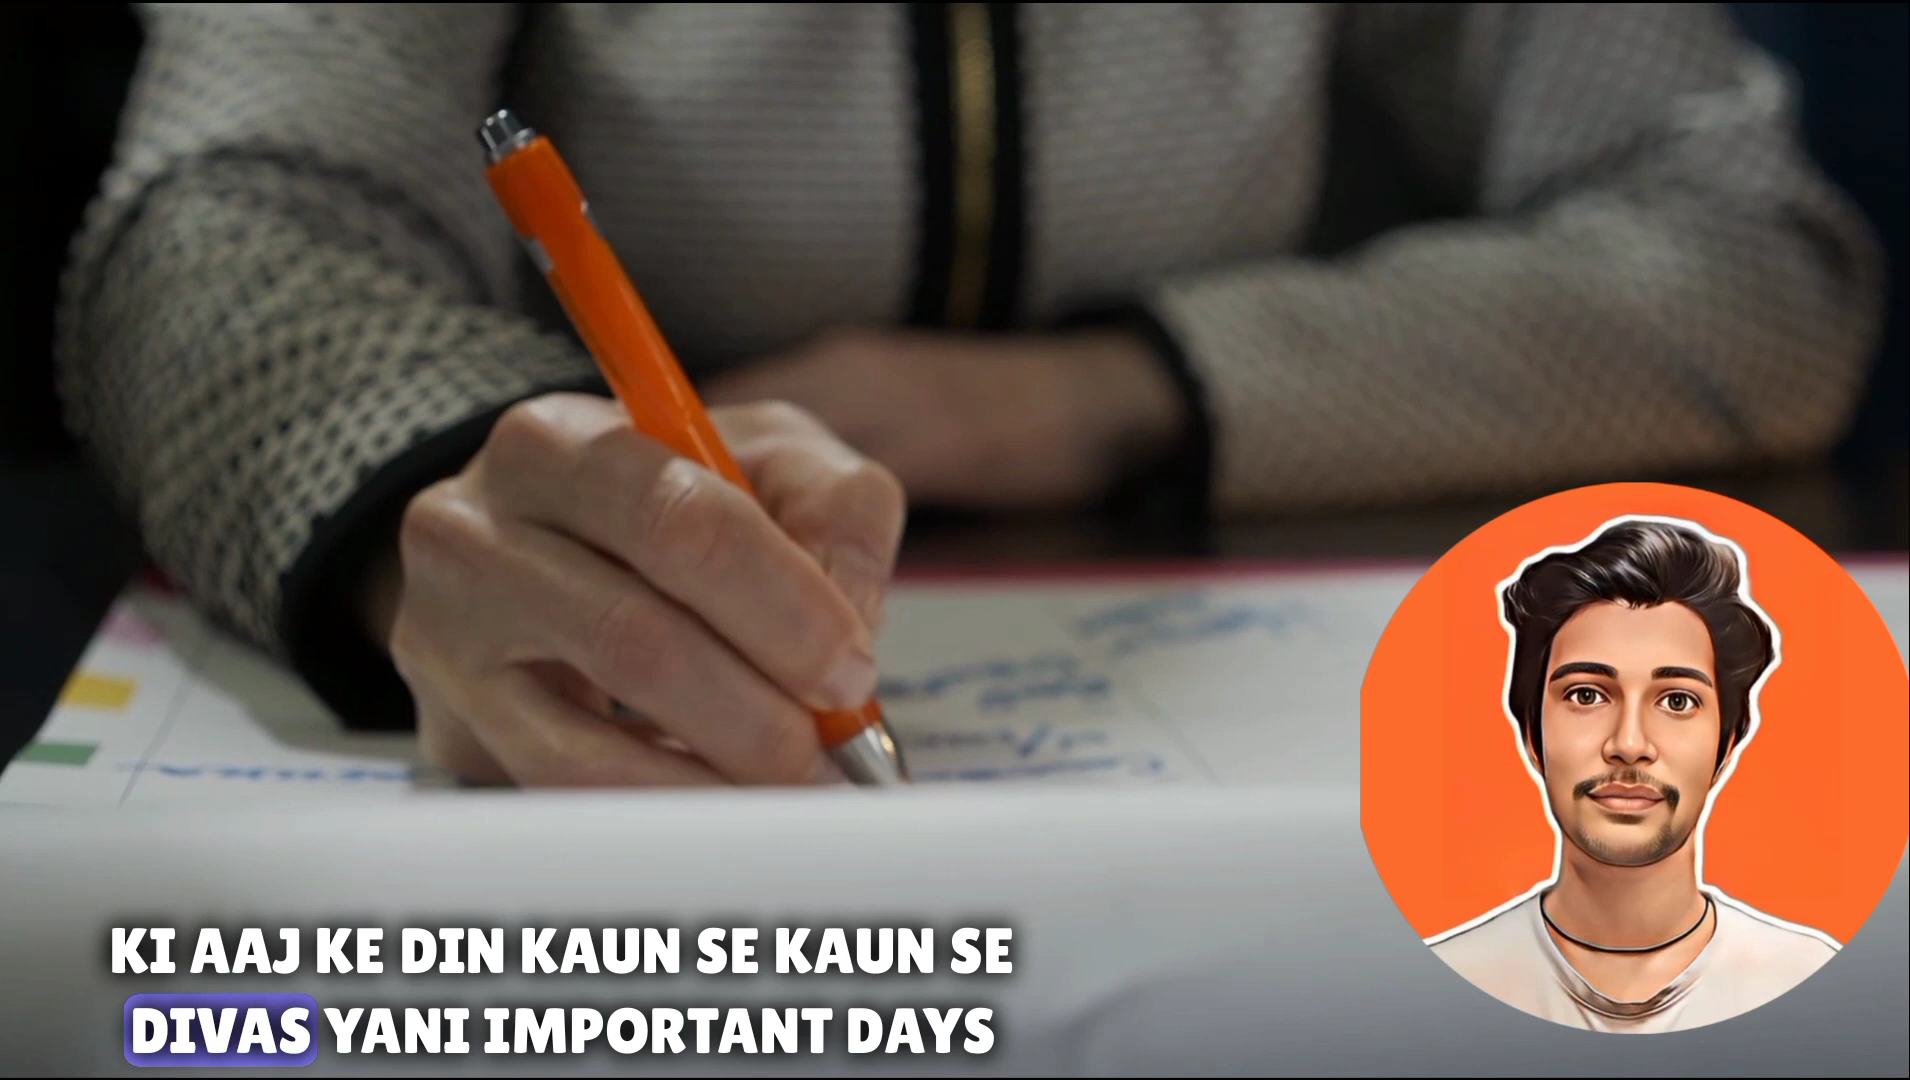 KI AAJ KE DIN KAUN SE KAUN SE
DIVAS YANI IMPORTANT DAYS